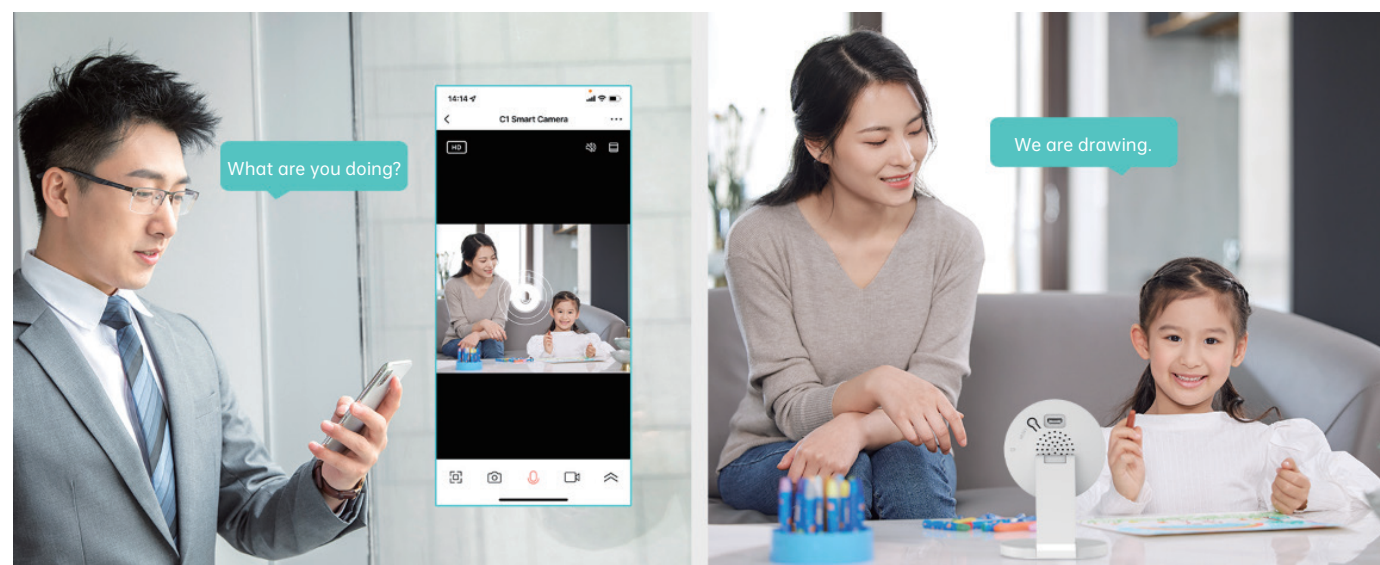 What are you doing?
14:14
C1 Smart Camera
HD
We are drawing.